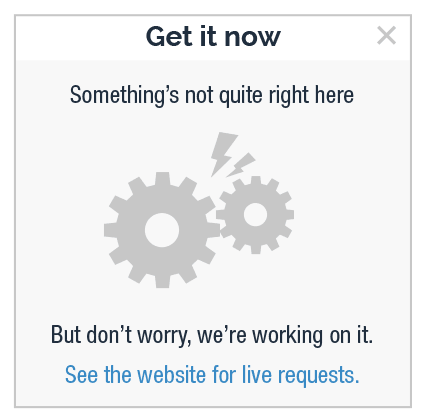 Get it now
Something’s not quite right here
But don’t worry, we’re working on it.
See the website for live requests.